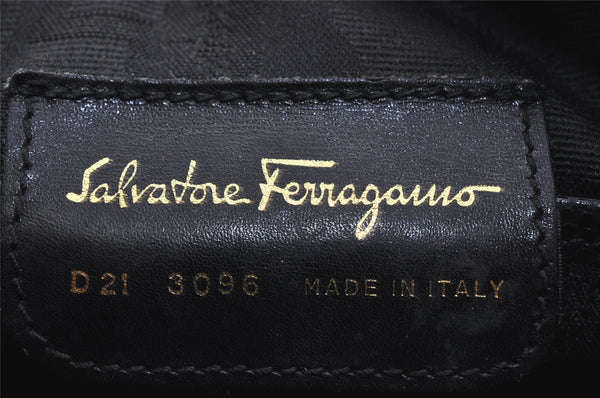 Salvatore Ferragamo
D21 3096 MADE IN ITALY